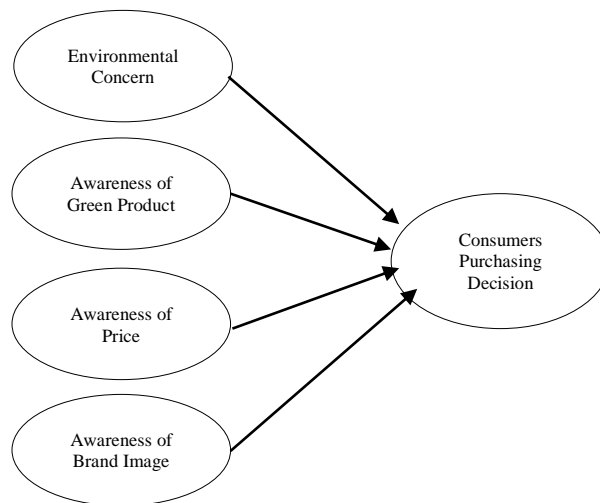 Environmental
Concern
Awareness of
Green Product
Consumers
Purchasing
Decision
Awareness of
Price
Awareness of
Brand Image